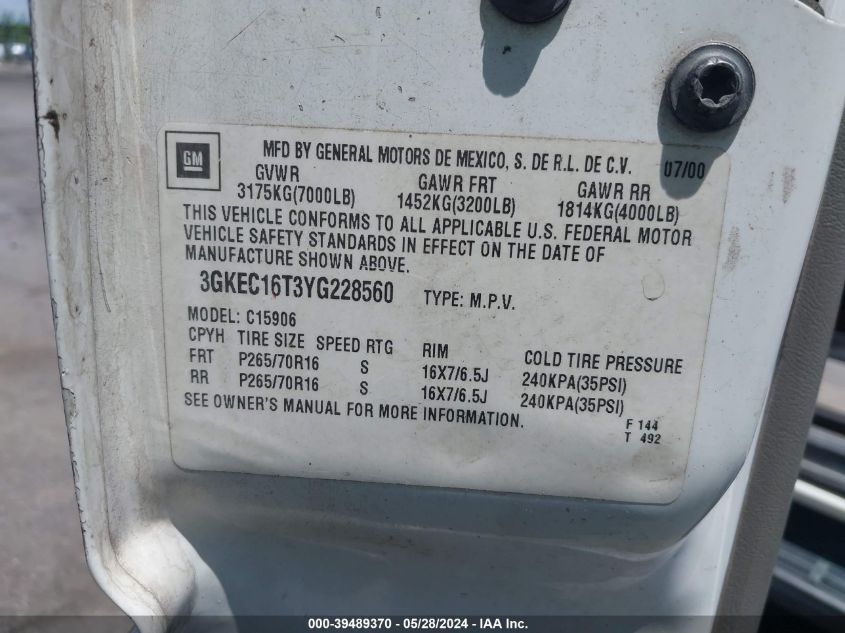 GM
MFD BY GENERAL MOTORS DE MEXICO, S. DE R.L. DE C.V. 07/00
GVWR GAWR FRT GAWR RR
3175KG(7000LB) 1452KG(3200LB) 1814KG(4000LB)
THIS VEHICLE CONFORMS TO ALL APPLICABLE U.S. FEDERAL MOTOR
VEHICLE SAFETY STANDARDS IN EFFECT ON THE DATE OF
MANUFACTURE SHOWN ABOVE.
3GKEC16T3YG228560 TYPE: M.P.V.
MODEL: C15906
CPYH TIRE SIZE SPEED RTG RIM COLD TIRE PRESSURE
FRT P265/70R16 S 16X7/6.5J 240KPA(35PSI)
RR P265/70R16 S 16X7/6.5J 240KPA(35PSI)
SEE OWNER'S MANUAL FOR MORE INFORMATION.
F 144
T 492
000-39489370 - 05/28/2024 - IAA Inc.